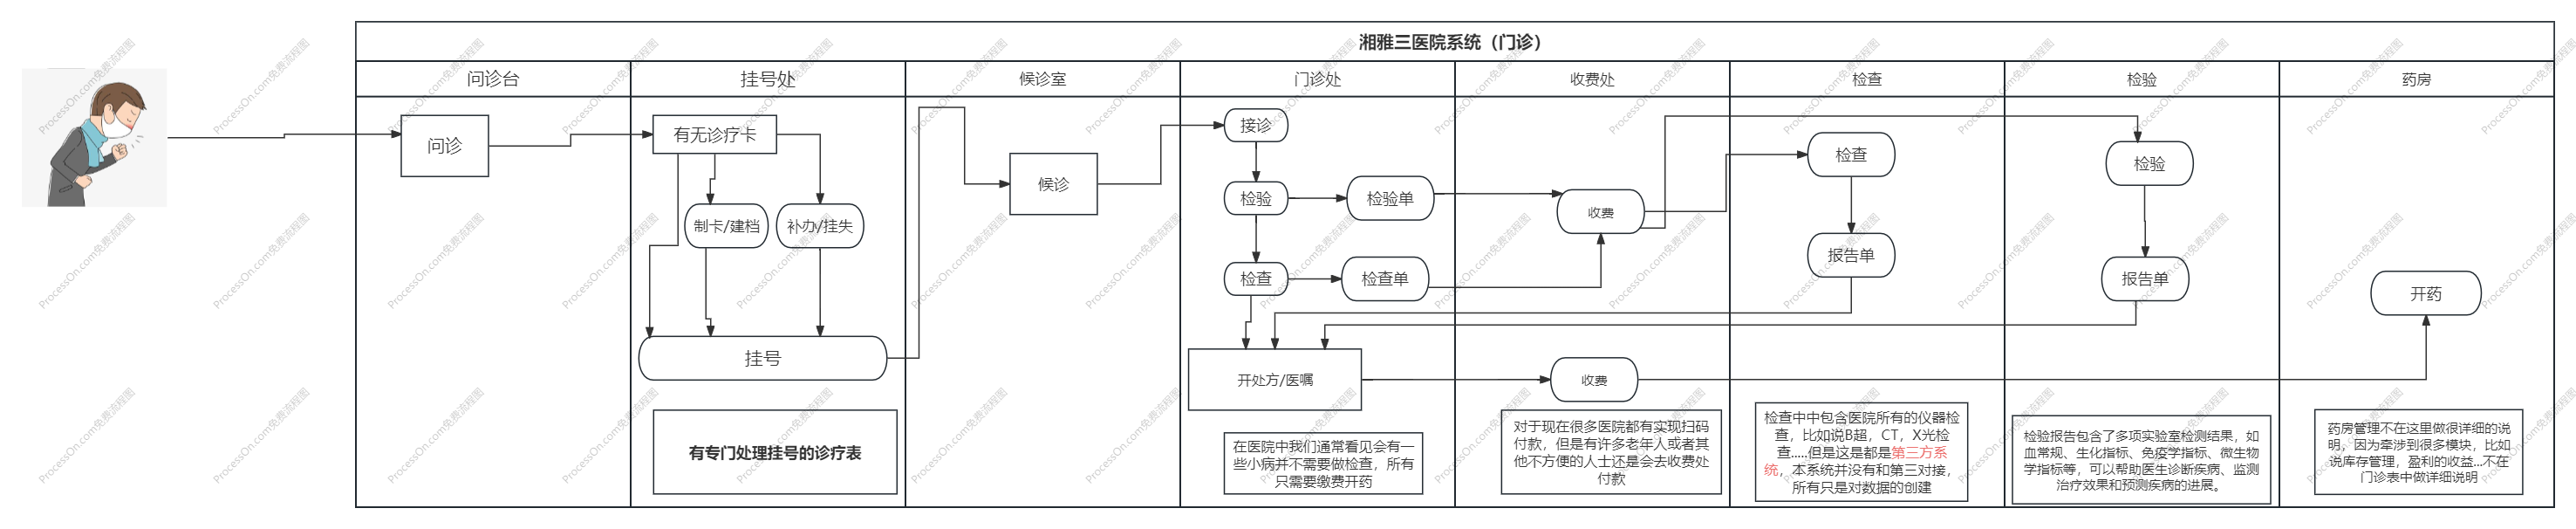 湘雅三医院系统（门诊）
问诊台
挂号处
候诊室
门诊处
收费处
检查
检验
药房
问诊
有无诊疗卡
制卡/建档
补办/挂失
挂号
有专门处理挂号的诊疗表
候诊
接诊
检验
检验单
检查
检查单
开处方/医嘱
在医院中我们通常看见会有一
些小病并不需要做检查，所有
只需要缴费开药
收费
收费
对于现在很多医院都有实现扫码
付款，但是有许多老年人或者其
他不方便的人士还是会去收费处
付款
检查
报告单
检查中中包含医院所有的仪器检
查，比如说B超，CT，X光检
查.....但是这是都是第三方系
统，本系统并没有和第三对接，
所有只是对数据的创建
检验
报告单
检验报告包含了多项实验室检测结果，如
血常规、生化指标、免疫学指标、微生物
学指标等，可以帮助医生诊断疾病、监测
治疗效果和预测疾病的进展。
开药
药房管理不在这里做很详细的说
明，因为牵涉到很多模块，比如
说库存管理，盈利的收益...不在
门诊表中做详细说明
ProcessOn.com免费流程图